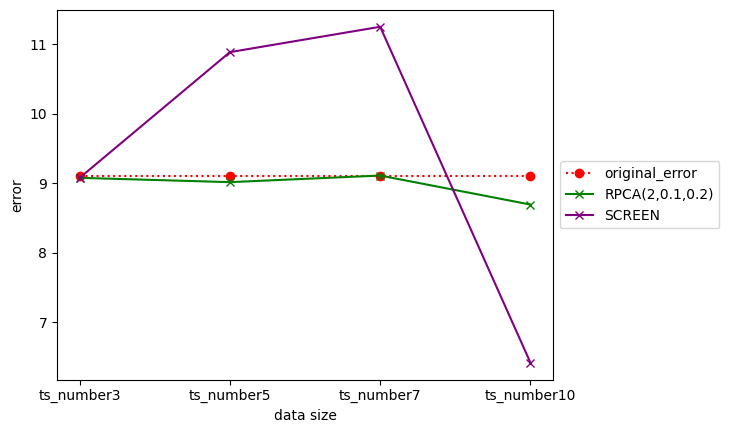 11
10
9
8
7
error
ts_number3
ts_number5
ts_number7
ts_number10
data size
original_error
RPCA(2,0.1,0.2)
SCREEN